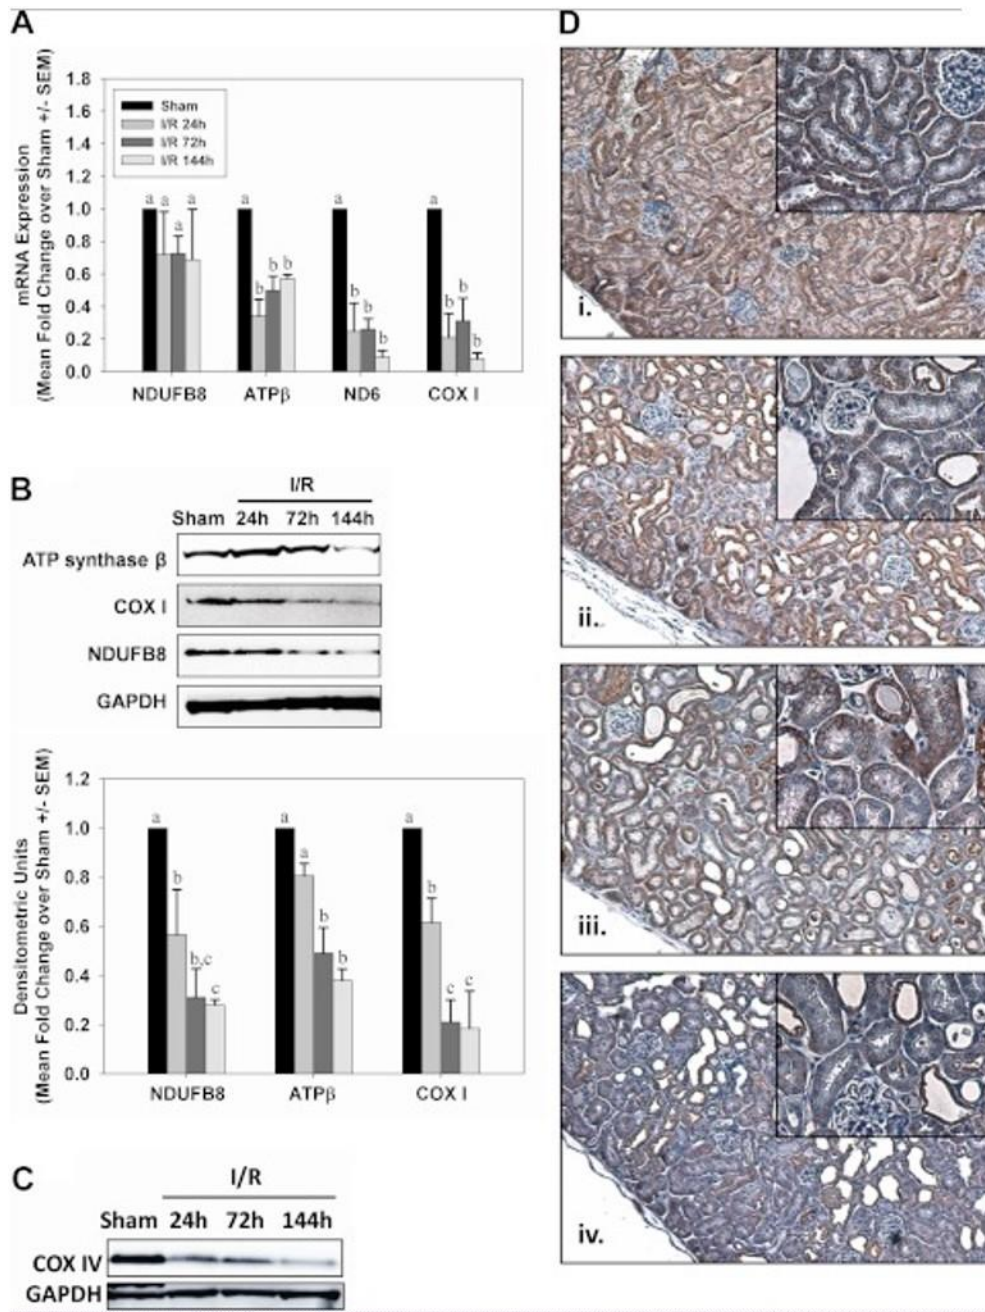 A
mRNA Expression
(Mean Fold Change over Sham +/- SEM)
1.8
1.6
1.4
1.2
1.0
0.8
0.6
0.4
0.2
0.0
Sham
I/R 24h
I/R 72h
I/R 144h
a a a a
a b b b
a b b b
a b b b
NDUFB8 ATPβ ND6 COX I
B
I/R
Sham 24h 72h 144h
ATP synthase β
COX I
NDUFB8
GAPDH
Densitometric Units
(Mean Fold Change over Sham +/- SEM)
1.2
1.0
0.8
0.6
0.4
0.2
0.0
a b b,c c
a a b b
a b c c
NDUFB8 ATPβ COX I
C
I/R
Sham 24h 72h 144h
COX IV
GAPDH
D
i.
ii.
iii.
iv.